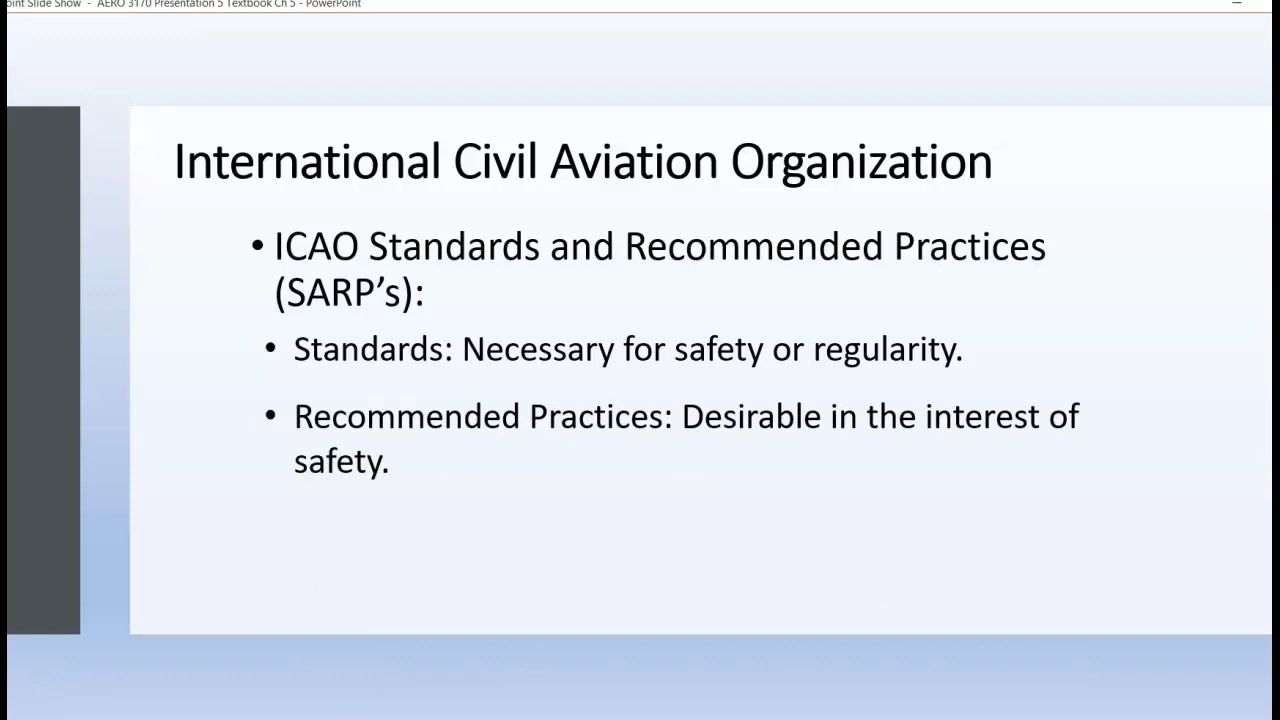 oint Slide Show - AERO 3170 Presentation 5 Textbook Ch 5 - PowerPoint
International Civil Aviation Organization
• ICAO Standards and Recommended Practices
(SARP’s):
• Standards: Necessary for safety or regularity.
• Recommended Practices: Desirable in the interest of
safety.